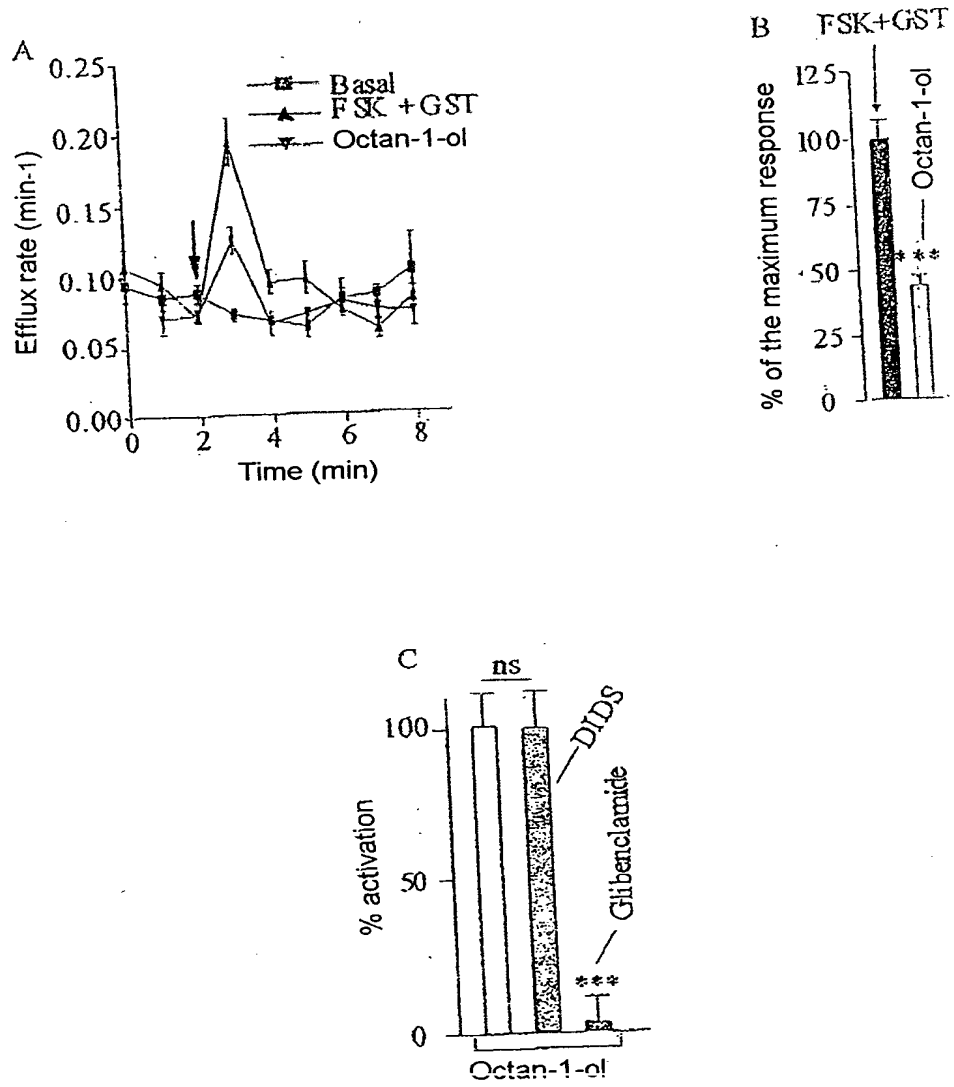 A
0.25
0.20
0.15
0.10
0.05
0.00
Efflux rate (min-1)
Basal
FSK + GST
Octan-1-ol
0 2 4 6 8
Time (min)
B
FSK+GST
Octan-1-ol
125
100
75
50
25
0
% of the maximum response
***
C
ns
100
50
0
% activation
DIDS
Glibenclamide
***
Octan-1-ol